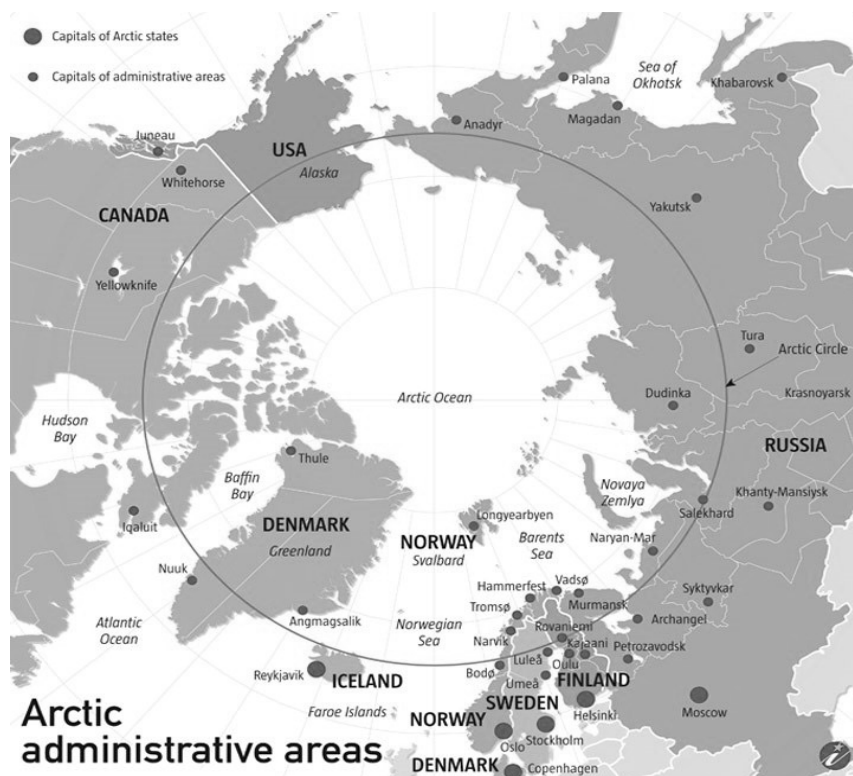 Capitals of Arctic states
Capitals of administrative areas
Palana
Sea of
Okhotsk
Khabarovsk
Magadan
Anadyr
Juneau
USA
Alaska
Whitehorse
CANADA
Yakutsk
Yellowknife
Tura
Arctic Circle
Dudinka
Krasnoyarsk
Arctic Ocean
Hudson
Bay
RUSSIA
Thule
Baffin
Bay
Novaya
Zemlya
Khanty-Mansiysk
Salekhard
Iqaluit
DENMARK
Greenland
Longyearbyen
NORWAY
Svalbard
Barents
Sea
Naryan-Mar
Nuuk
Hammerfest
Vadsø
Syktyvkar
Tromsø
Murmansk
Angmagsalik
Atlantic
Ocean
Norwegian
Sea
Narvik
Rovaniemi
Archangel
Kajaani
Petrozavodsk
Luleå
Oulu
Reykjavik
ICELAND
Bodø
Umeå
FINLAND
SWEDEN
Helsinki
Moscow
Faroe Islands
NORWAY
Oslo
Stockholm
DENMARK
Copenhagen
Arctic
administrative areas
i